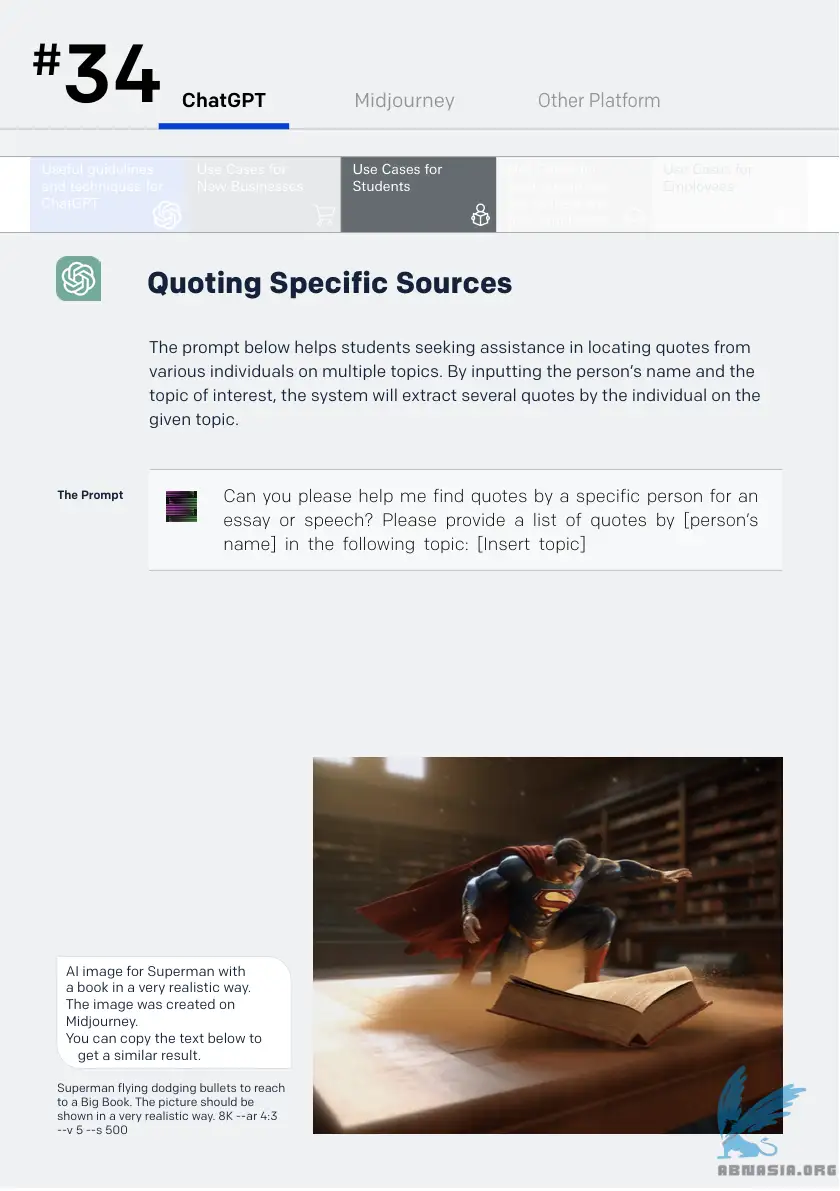 #34
ChatGPT
Midjourney
Other Platform
Useful guidelines
and techniques for
ChatGPT
Use Cases for
New Businesses
Use Cases for
Students
Use Cases for
Employees
Quoting Specific Sources
The prompt below helps students seeking assistance in locating quotes from
various individuals on multiple topics. By inputting the person's name and the
topic of interest, the system will extract several quotes by the individual on the
given topic.
The Prompt
Can you please help me find quotes by a specific person for an
essay or speech? Please provide a list of quotes by [person's
name] in the following topic: [Insert topic]
AI image for Superman with
a book in a very realistic way.
The image was created on
Midjourney.
You can copy the text below to
get a similar result.
Superman flying dodging bullets to reach
to a Big Book. The picture should be
shown in a very realistic way. 8K --ar 4:3
--v 5 --s 500
ABNASIA.ORG